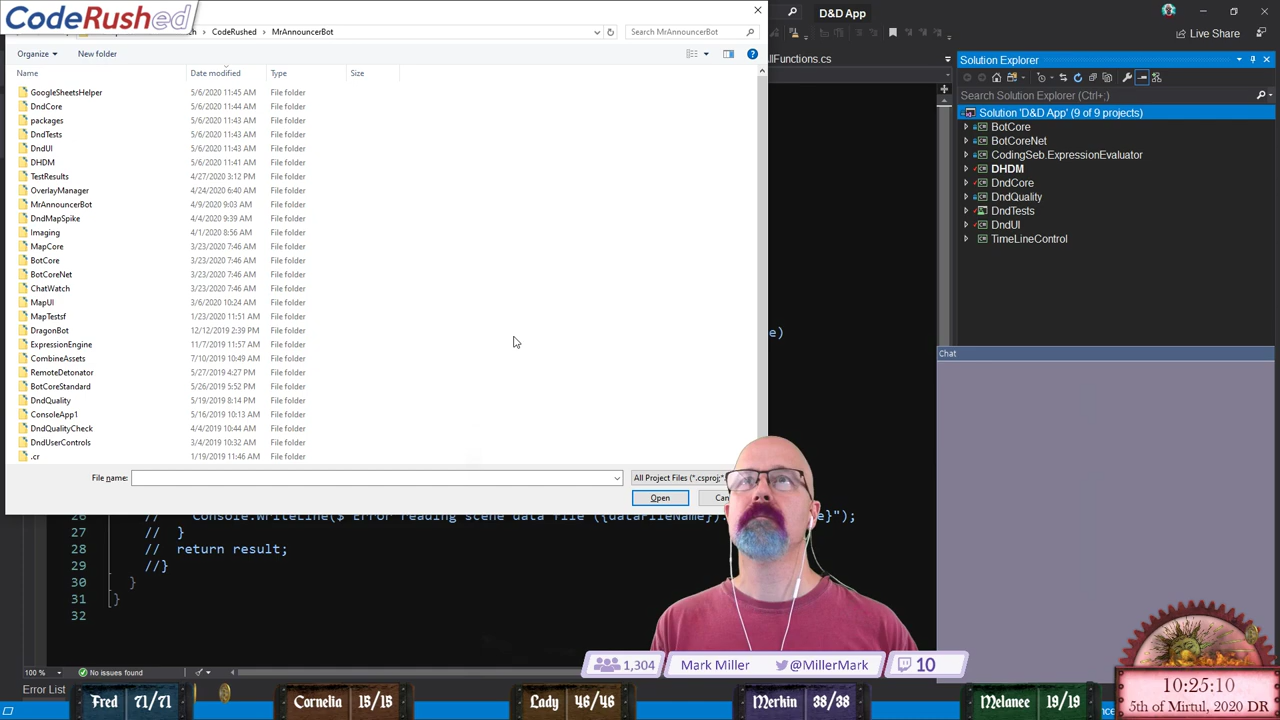 CodeRushed
CodeRushed > MrAnnouncerBot
Search MrAnnouncerBot
D&D App
Live Share
Organize
New folder
Functions.cs
Solution Explorer
Name Date modified Type Size
Search Solution Explorer (Ctrl+;)
GoogleSheetsHelper 5/6/2020 11:45 AM File folder
DndCore 5/6/2020 11:44 AM File folder
packages 5/6/2020 11:43 AM File folder
DndTests 5/6/2020 11:43 AM File folder
DndUI 5/6/2020 11:43 AM File folder
DHDM 5/6/2020 11:41 AM File folder
TestResults 4/27/2020 3:12 PM File folder
OverlayManager 4/24/2020 6:40 AM File folder
MrAnnouncerBot 4/9/2020 9:03 AM File folder
DndMapSpike 4/4/2020 9:39 AM File folder
Imaging 4/1/2020 8:56 AM File folder
MapCore 3/23/2020 7:46 AM File folder
BotCore 3/23/2020 7:46 AM File folder
BotCoreNet 3/23/2020 7:46 AM File folder
ChatWatch 3/23/2020 7:46 AM File folder
MapUI 3/6/2020 10:24 AM File folder
MapTestsf 1/23/2020 11:51 AM File folder
DragonBot 12/12/2019 2:39 PM File folder
ExpressionEngine 11/7/2019 11:57 AM File folder
CombineAssets 7/10/2019 10:49 AM File folder
RemoteDetonator 5/27/2019 4:27 PM File folder
BotCoreStandard 5/26/2019 5:52 PM File folder
DndQuality 5/19/2019 8:14 PM File folder
ConsoleApp1 5/16/2019 10:13 AM File folder
DndQualityCheck 4/4/2019 10:44 AM File folder
DndUserControls 3/4/2019 10:32 AM File folder
.cr 1/19/2019 11:46 AM File folder
File name:
All Project Files (*.csproj;*
Open
Can
Solution 'D&D App' (9 of 9 projects)
BotCore
BotCoreNet
CodingSeb.ExpressionEvaluator
DHDM
DndCore
DndQuality
DndTests
DndUI
TimeLineControl
e)
Chat
26 // Console.WriteLine($"Error reading scene data file ({dataFileName}).
e}");
27 // }
28 // return result;
29 //}
30 }
31 }
32
100 %
No issues found
Error List
1,304
Mark Miller
@MillerMark
10
Fred 71/71
Cornelia 15/15
Lady 46/46
Merkin 38/38
Melanee 19/19
10:25:10
5th of Mirtul, 2020 DR